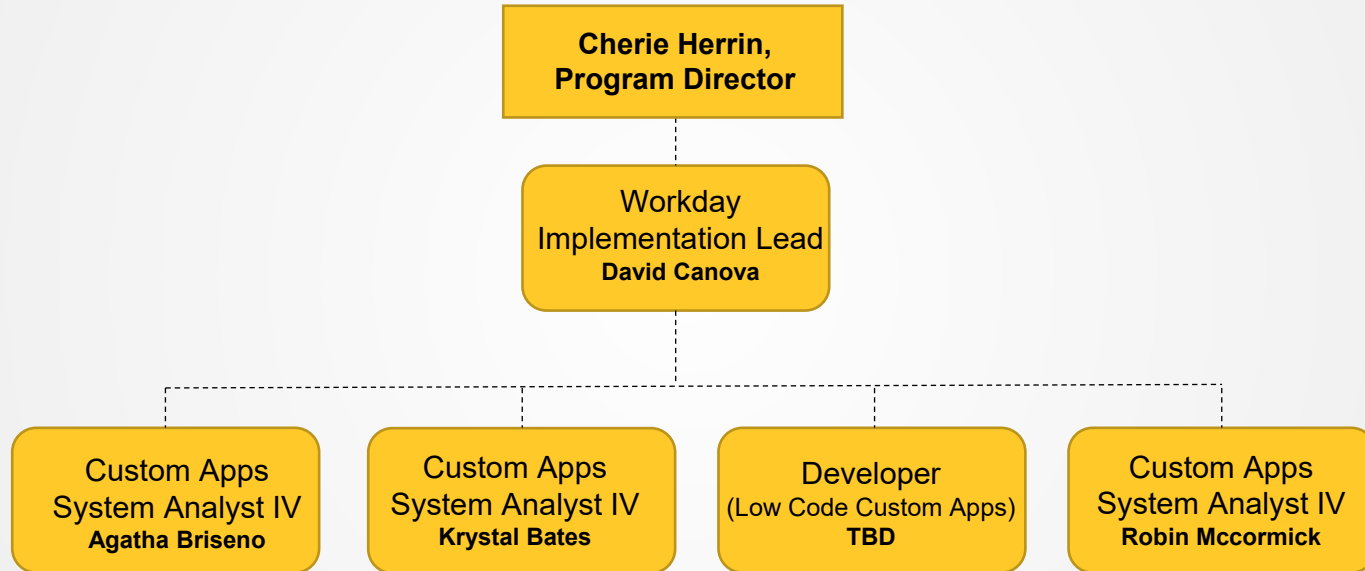 Cherie Herrin,
Program Director
Workday
Implementation Lead
David Canova
Custom Apps
System Analyst IV
Agatha Briseno
Custom Apps
System Analyst IV
Krystal Bates
Developer
(Low Code Custom Apps)
TBD
Custom Apps
System Analyst IV
Robin Mccormick